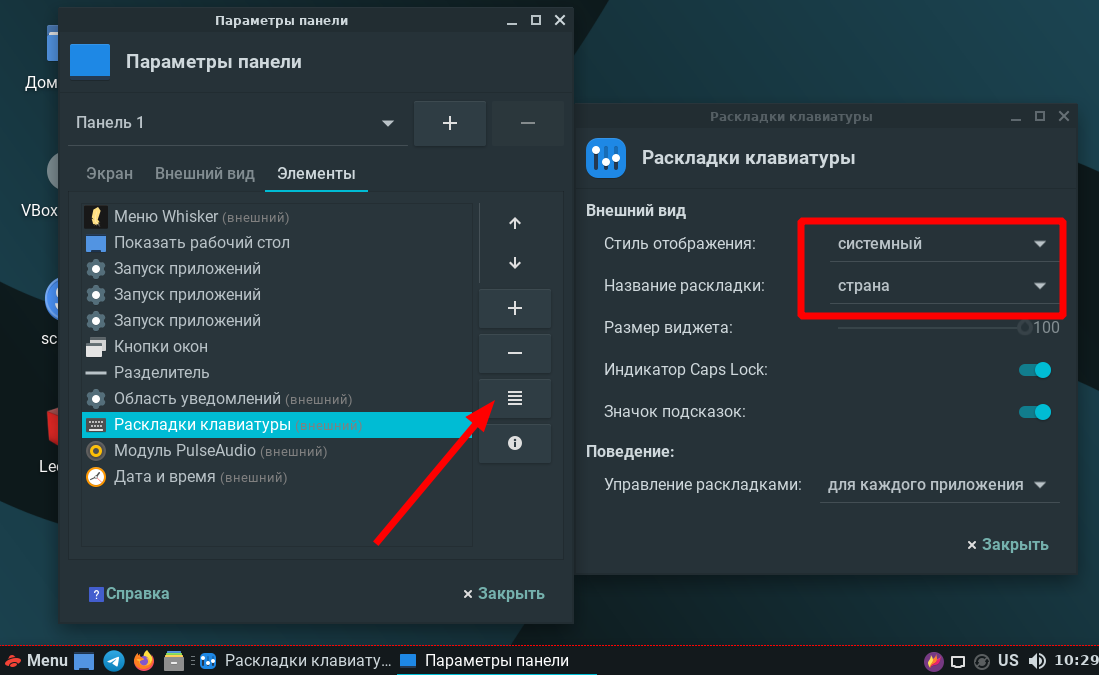 Параметры панели
Параметры панели
Панель 1
Экран Внешний вид Элементы
Меню Whisker (внешний)
Показать рабочий стол
Запуск приложений
Запуск приложений
Запуск приложений
Кнопки окон
Разделитель
Область уведомлений (внешний)
Раскладки клавиатуры (внешний)
Модуль PulseAudio (внешний)
Дата и время (внешний)
Справка
Закрыть
Раскладки клавиатуры
Раскладки клавиатуры
Внешний вид
Стиль отображения: системный
Название раскладки: страна
Размер виджета: 100
Индикатор Caps Lock:
Значок подсказок:
Поведение:
Управление раскладками: для каждого приложения
Закрыть
Дом
VBox
sc
Le
Menu Раскладки клавиату... Параметры панели US 10:29